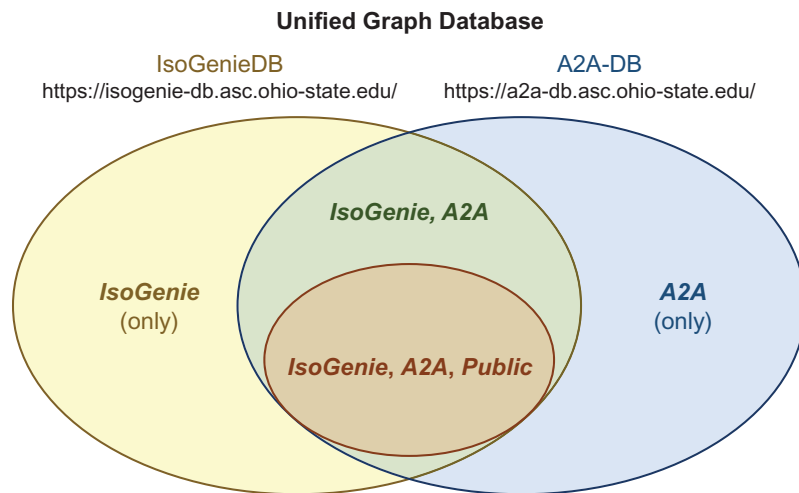 Unified Graph Database
IsoGenieDB
https://isogenie-db.asc.ohio-state.edu/
A2A-DB
https://a2a-db.asc.ohio-state.edu/
IsoGenie, A2A
IsoGenie
(only)
A2A
(only)
IsoGenie, A2A, Public